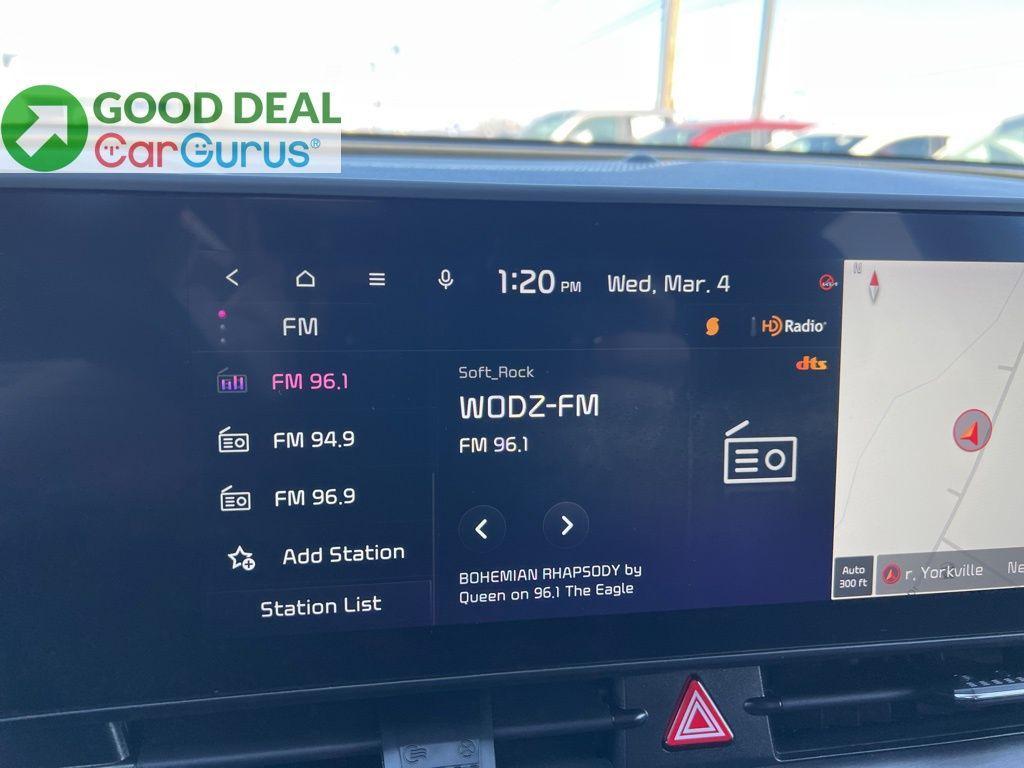 GOOD DEAL
CarGurus®
1:20 PM Wed, Mar. 4
N
FM
HD Radio
dts
FM 96.1
FM 94.9
FM 96.9
Add Station
Station List
Soft_Rock
WODZ-FM
FM 96.1
BOHEMIAN RHAPSODY by
Queen on 96.1 The Eagle
Auto
300 ft
r, Yorkville Ne